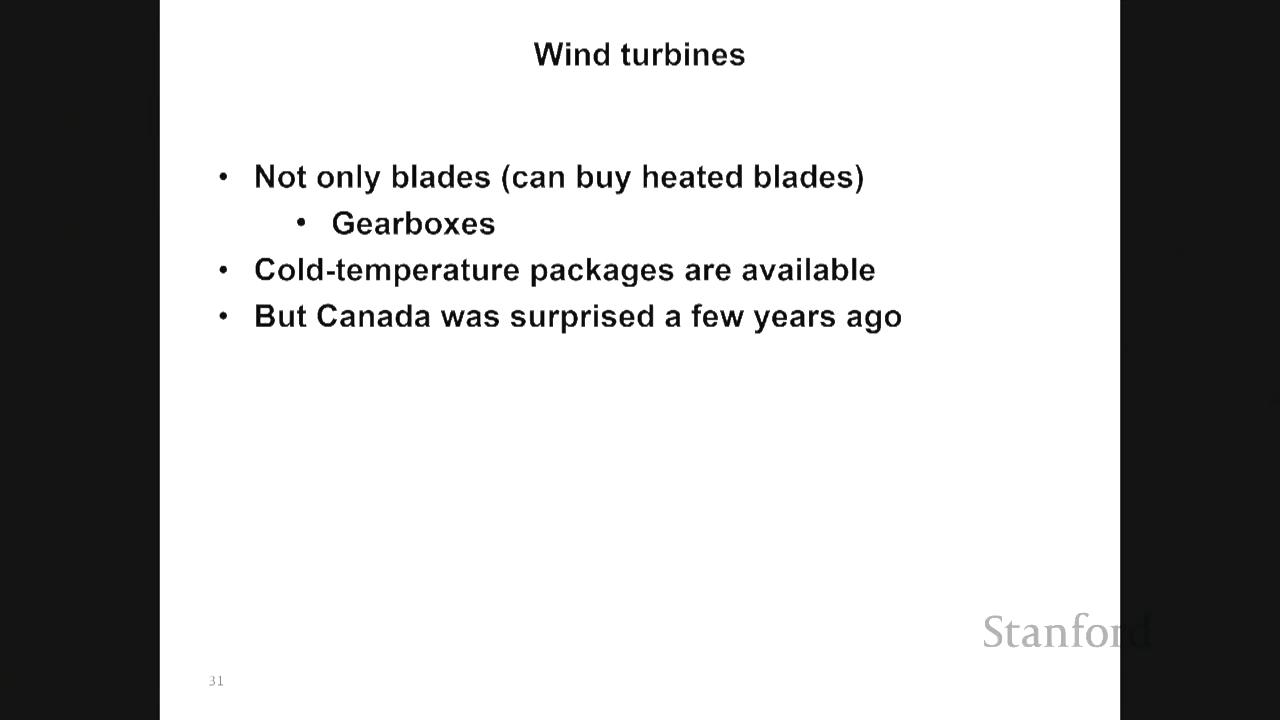 Wind turbines
• Not only blades (can buy heated blades)
• Gearboxes
• Cold-temperature packages are available
• But Canada was surprised a few years ago
Stanford
31